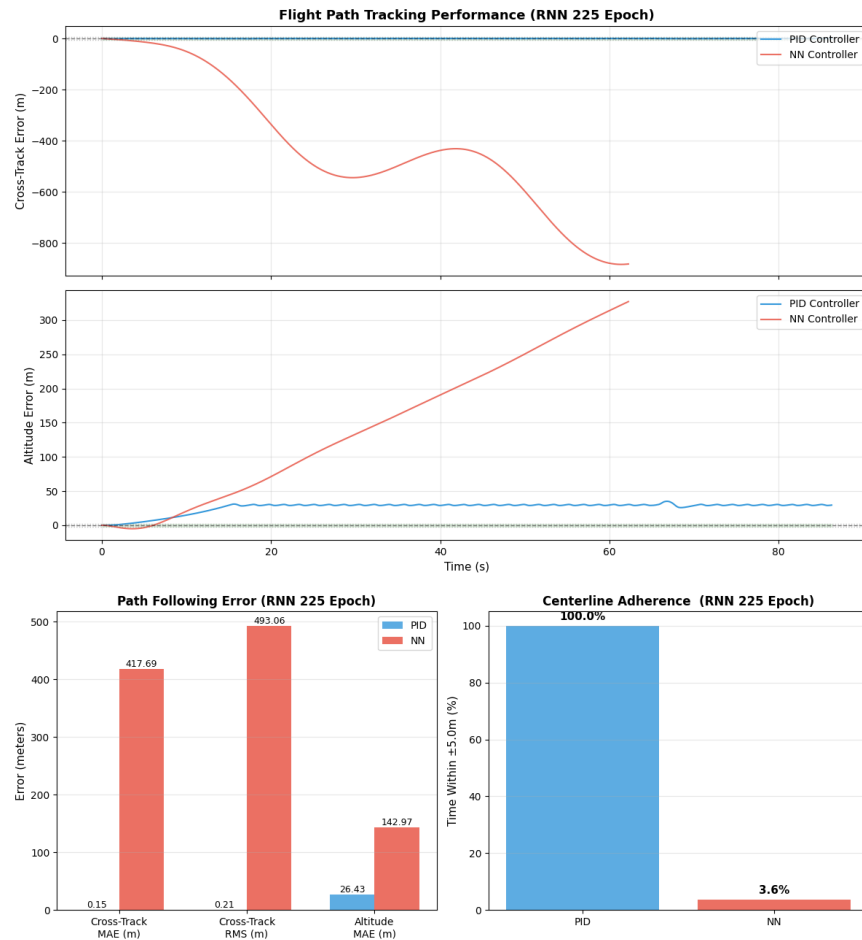 Flight Path Tracking Performance (RNN 225 Epoch)
PID Controller
NN Controller
Cross-Track Error (m)
0
−200
−400
−600
−800
PID Controller
NN Controller
Altitude Error (m)
300
250
200
150
100
50
0
0 20 40 60 80
Time (s)
Path Following Error (RNN 225 Epoch)
PID
NN
Error (meters)
500
400
300
200
100
0
0.15 417.69 0.21 493.06 26.43 142.97
Cross-Track
MAE (m)
Cross-Track
RMS (m)
Altitude
MAE (m)
Centerline Adherence (RNN 225 Epoch)
Time Within ±5.0m (%)
100
80
60
40
20
0
100.0%
3.6%
PID NN